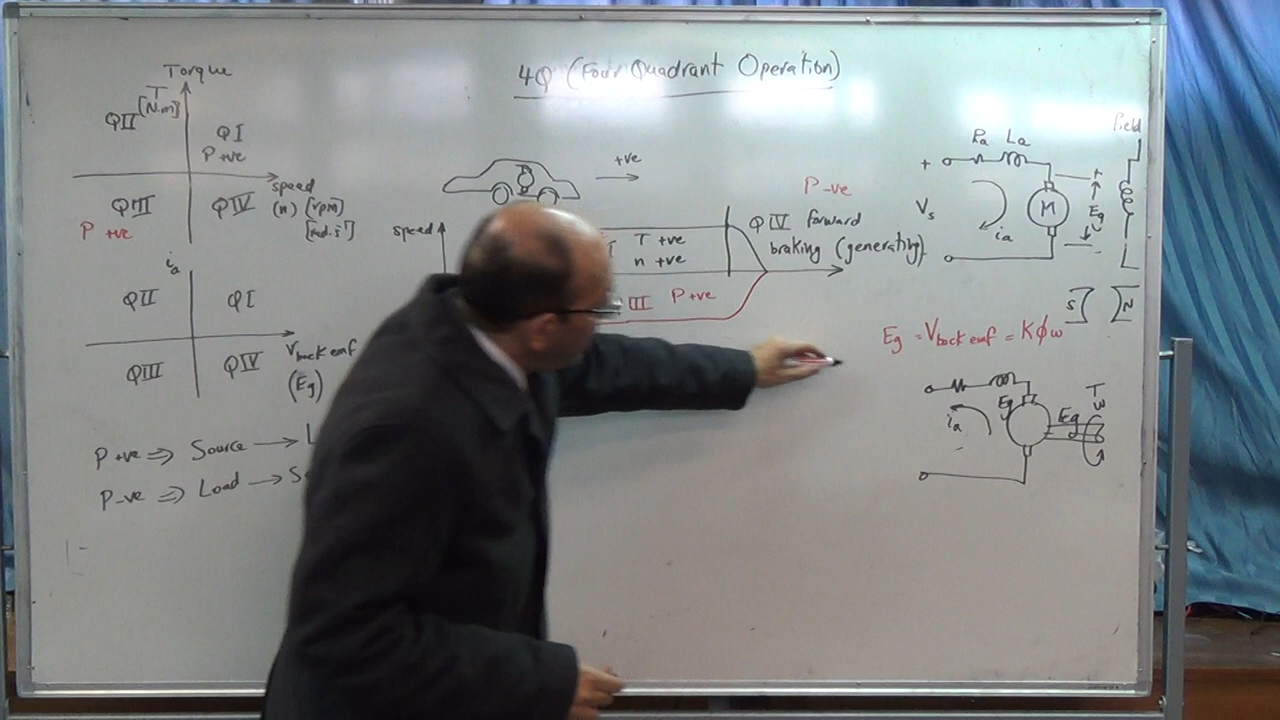 4Q (Four Quadrant Operation)
Torque
T
[N.m]
QII
QI
P +ve
speed
(n) [rpm]
QIII
QIV
P +ve
ia
QII
QI
Vback emf
(Eg)
QIII
QIV
P +ve ⇒ Source → L
P -ve ⇒ Load → S
+ve
speed
T +ve
n +ve
III P +ve
P -ve
QIV forward
braking (generating)
field
Ra La
+
Vs
ia
M
+
Eg
-
S N
Eg = Vback emf = Kϕω
ia
Eg
Eg
T
ω